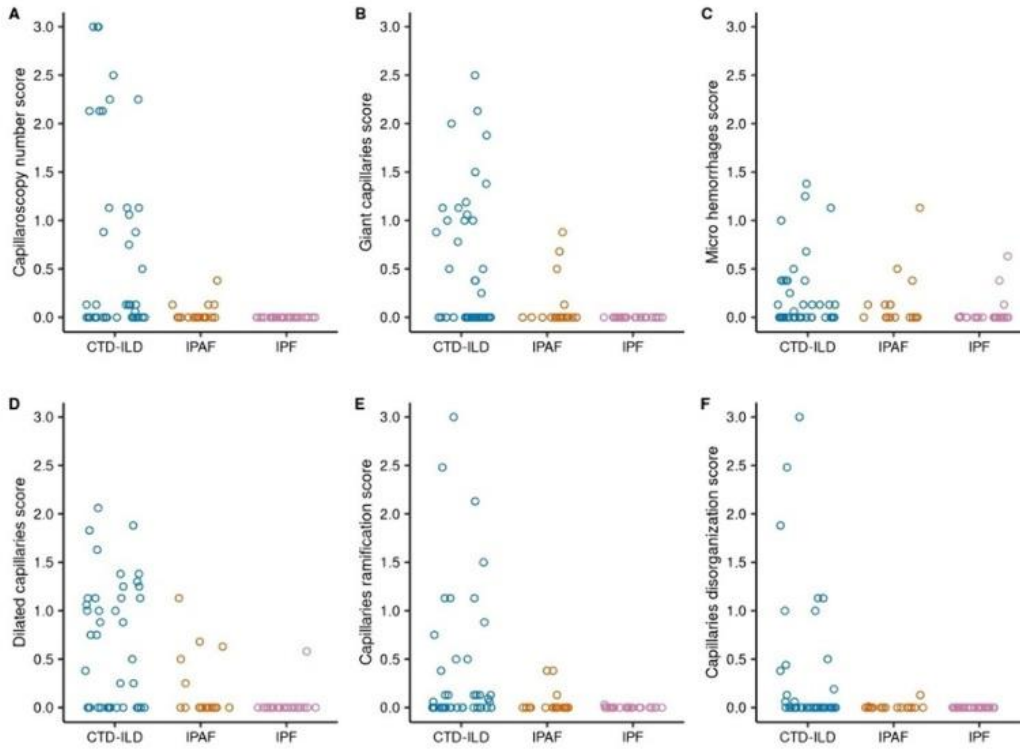 A
Capillaroscopy number score
3.0
2.5
2.0
1.5
1.0
0.5
0.0
CTD-ILD IPAF IPF
B
Giant capillaries score
3.0
2.5
2.0
1.5
1.0
0.5
0.0
CTD-ILD IPAF IPF
C
Micro hemorrhages score
3.0
2.5
2.0
1.5
1.0
0.5
0.0
CTD-ILD IPAF IPF
D
Dilated capillaries score
3.0
2.5
2.0
1.5
1.0
0.5
0.0
CTD-ILD IPAF IPF
E
Capillaries ramification score
3.0
2.5
2.0
1.5
1.0
0.5
0.0
CTD-ILD IPAF IPF
F
Capillaries disorganization score
3.0
2.5
2.0
1.5
1.0
0.5
0.0
CTD-ILD IPAF IPF